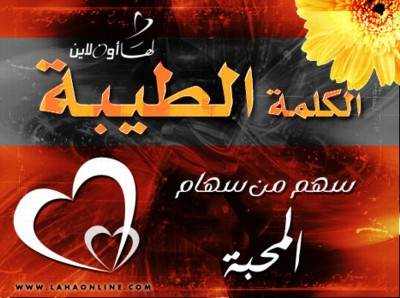 لها أون لاين
الكلمة الطيبة
سهم من سهام
المحبة
WWW.LAHAONLINE.COM